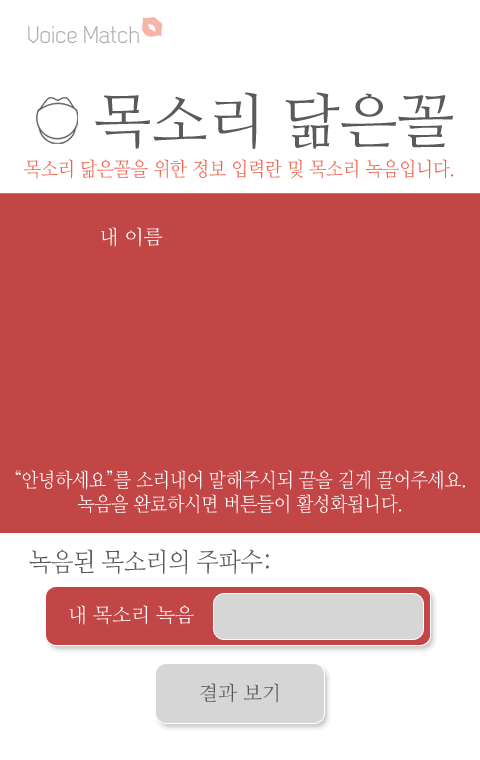 Voice Match
목소리 닮은꼴
목소리 닮은꼴을 위한 정보 입력란 및 목소리 녹음입니다.
내 이름
“안녕하세요”를 소리내어 말해주시되 끝을 길게 끌어주세요.
녹음을 완료하시면 버튼들이 활성화됩니다.
녹음된 목소리의 주파수:
내 목소리 녹음
결과 보기